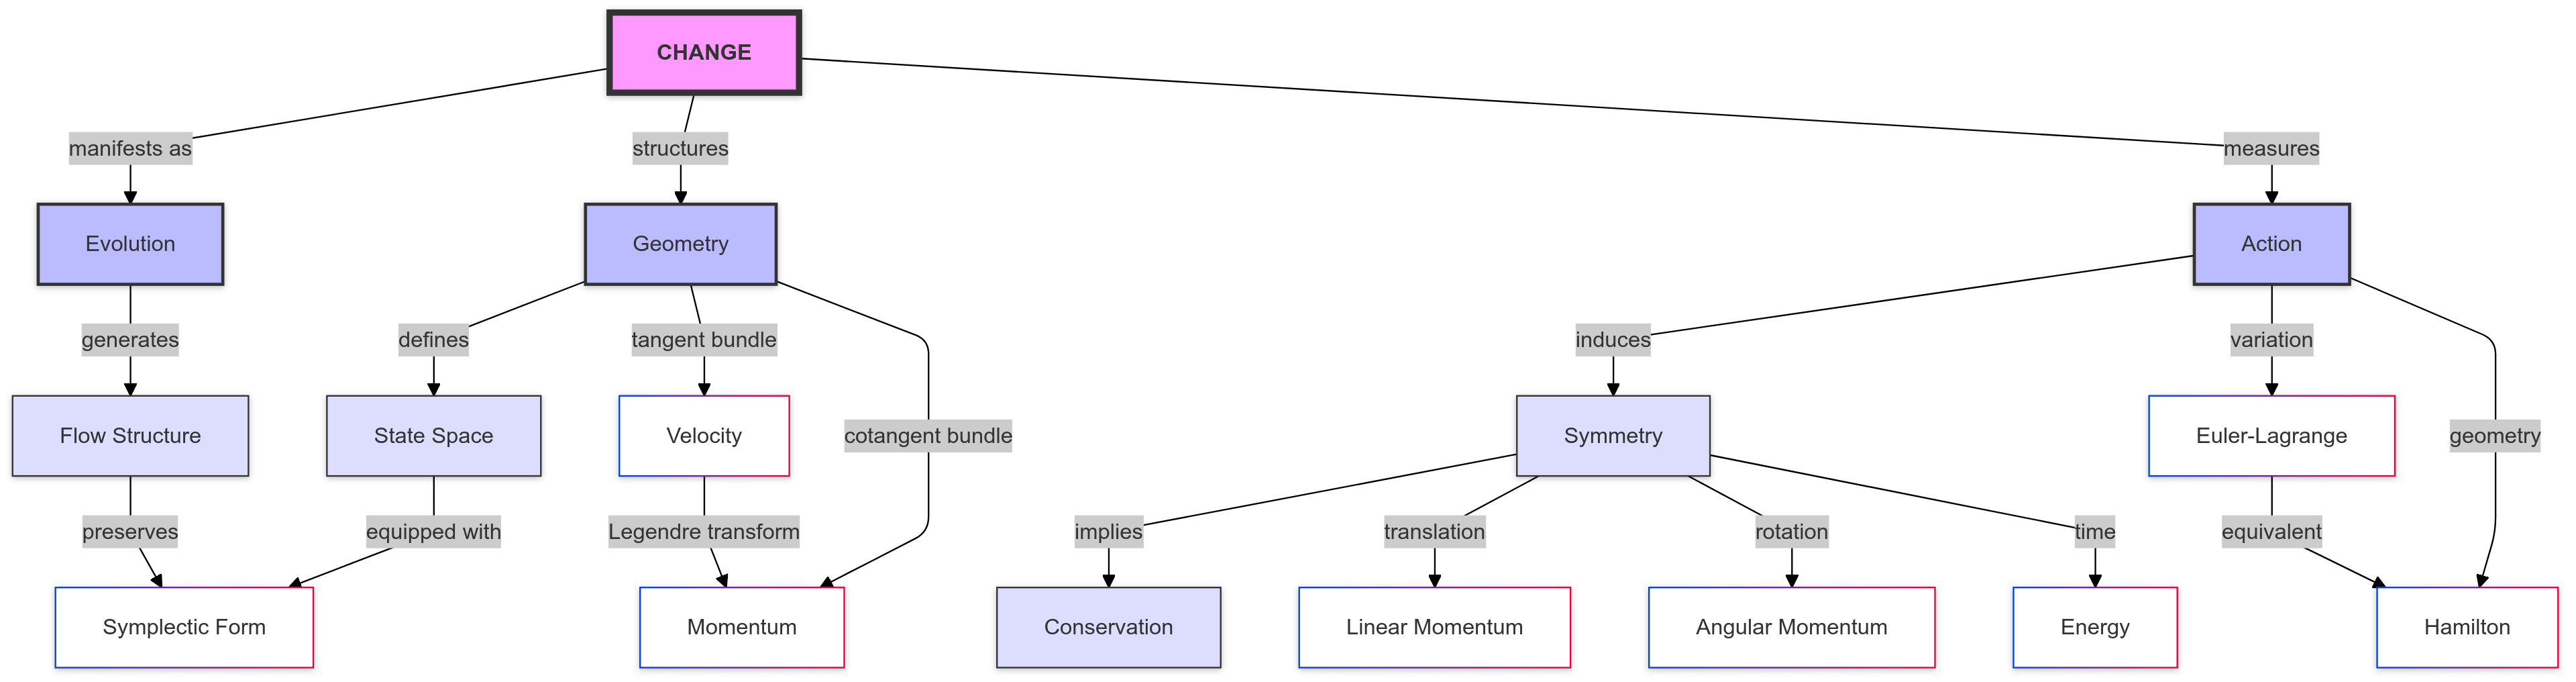 CHANGE
manifests as
structures
measures
Evolution
Geometry
Action
generates
defines
tangent bundle
induces
variation
Flow Structure
State Space
Velocity
cotangent bundle
Symmetry
Euler-Lagrange
geometry
preserves
equipped with
Legendre transform
implies
translation
rotation
time
equivalent
Symplectic Form
Momentum
Conservation
Linear Momentum
Angular Momentum
Energy
Hamilton